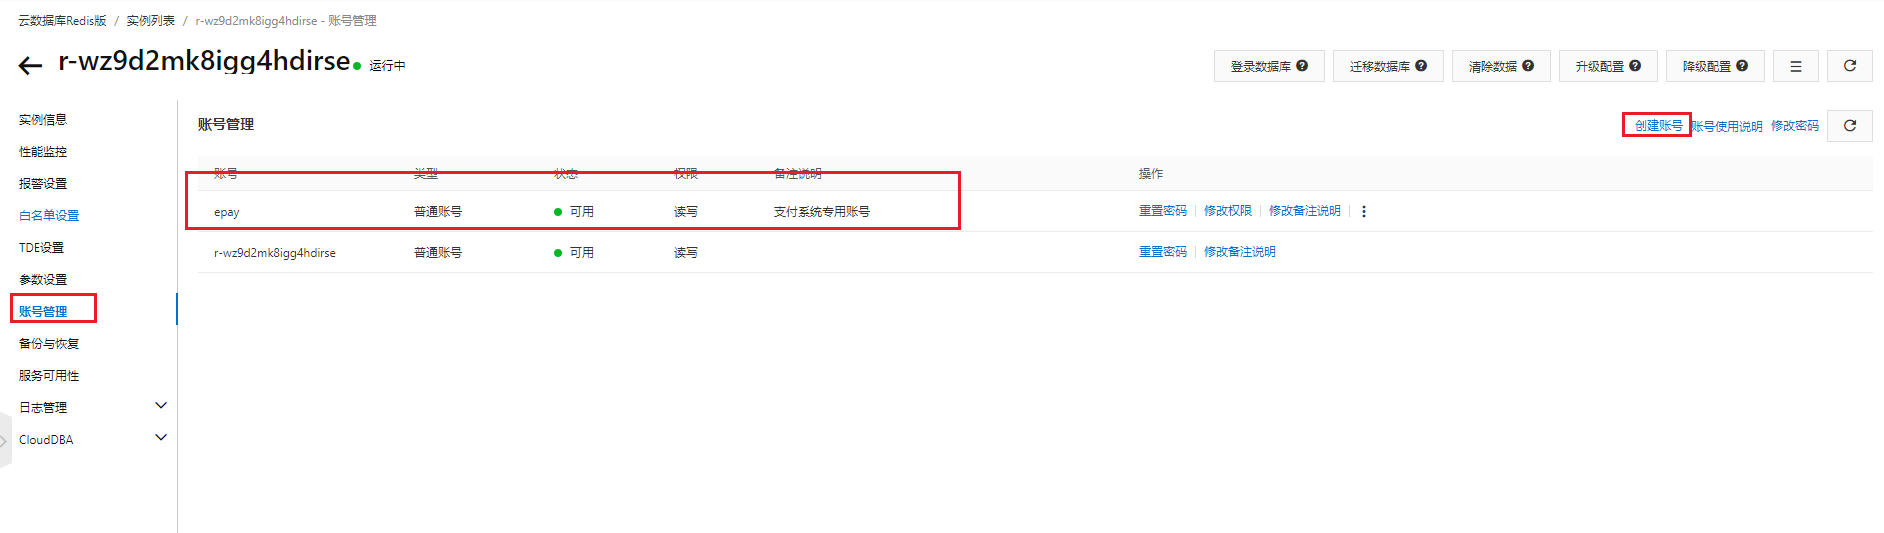 云数据库Redis版 / 实例列表 / r-wz9d2mk8igg4hdirse - 账号管理
r-wz9d2mk8igg4hdirse 运行中
登录数据库 迁移数据库 清除数据 升级配置 降级配置
实例信息
性能监控
报警设置
白名单设置
TDE设置
参数设置
账号管理
备份与恢复
服务可用性
日志管理
CloudDBA
账号管理
创建账号 账号使用说明 修改密码
账号 类型 状态 权限 备注说明 操作
epay 普通账号 可用 读写 支付系统专用账号 重置密码 修改权限 修改备注说明
r-wz9d2mk8igg4hdirse 普通账号 可用 读写 重置密码 修改备注说明